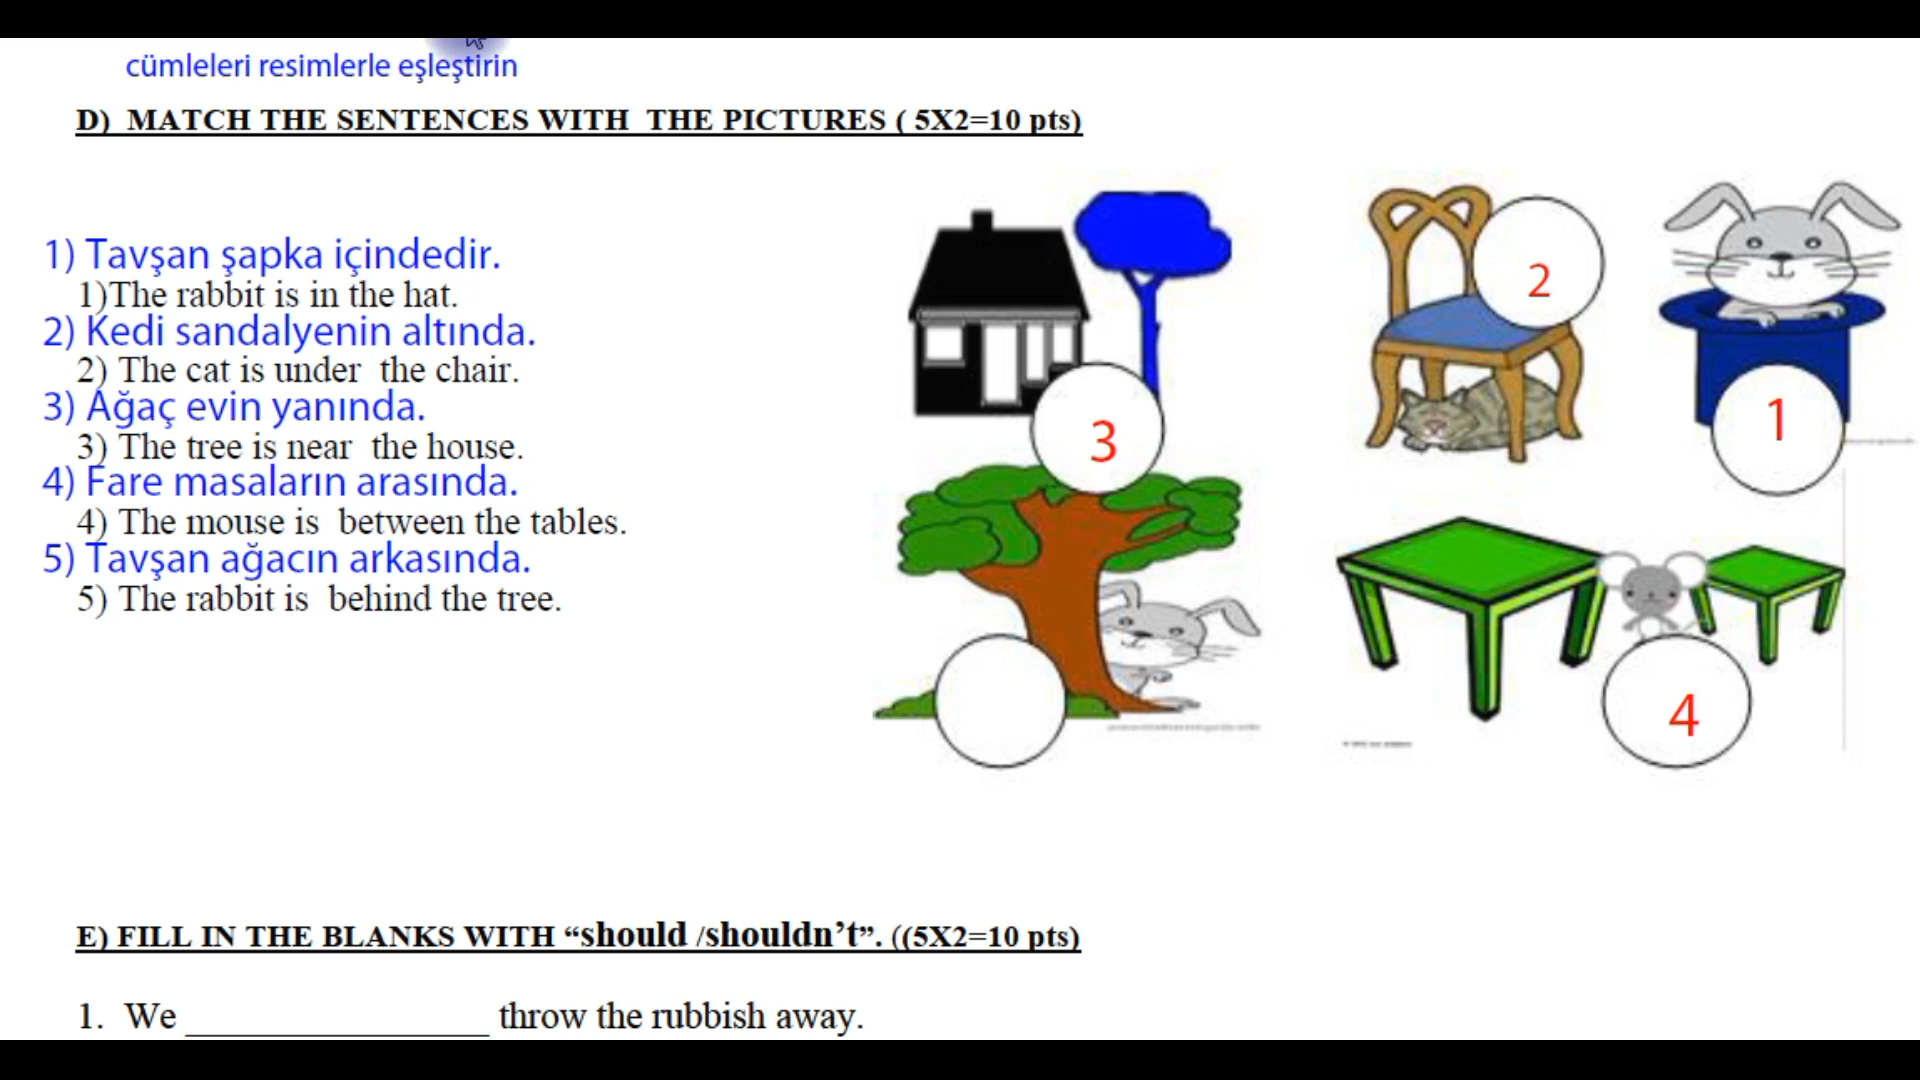 cümleleri resimlerle eşleştirin
D) MATCH THE SENTENCES WITH THE PICTURES ( 5X2=10 pts)
1) Tavşan şapka içindedir.
1)The rabbit is in the hat.
2) Kedi sandalyenin altında.
2) The cat is under the chair.
3) Ağaç evin yanında.
3) The tree is near the house.
4) Fare masaların arasında.
4) The mouse is between the tables.
5) Tavşan ağacın arkasında.
5) The rabbit is behind the tree.
2
1
3
4
E) FILL IN THE BLANKS WITH “should /shouldn’t”. ((5X2=10 pts)
1. We ________________ throw the rubbish away.